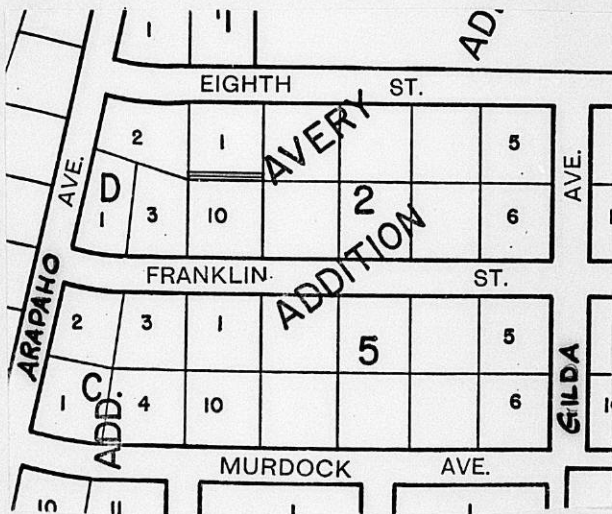 1
AD
EIGHTH ST.
2 1 5
AVERY
AVE.
AVE.
D
1 3 10 2 6
ADDITION
FRANKLIN ST.
ARAPAHO
2 3 1 5 5
GILDA
C
1 4 10 6
ADD.
MURDOCK AVE.
10 11 1 1